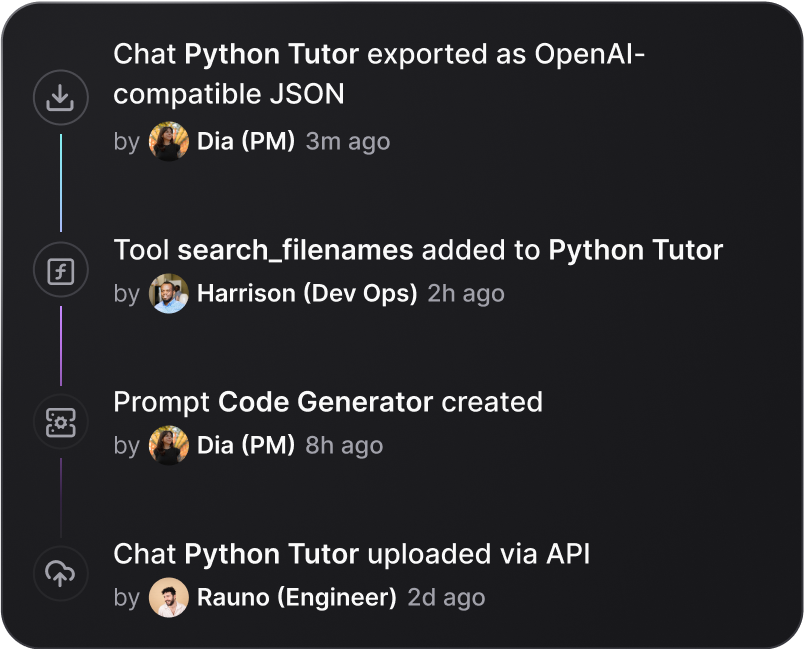 Chat Python Tutor exported as OpenAI-
compatible JSON
by Dia (PM) 3m ago
Tool search_filenames added to Python Tutor
by Harrison (Dev Ops) 2h ago
Prompt Code Generator created
by Dia (PM) 8h ago
Chat Python Tutor uploaded via API
by Rauno (Engineer) 2d ago